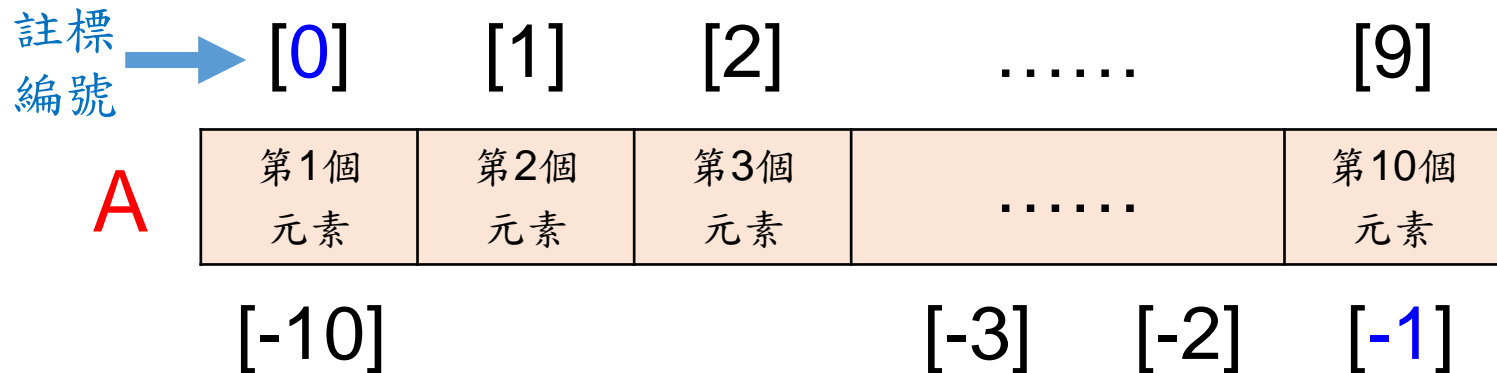 註標
編號
[0] [1] [2] ...... [9]
A
第1個
元素
第2個
元素
第3個
元素
......
第10個
元素
[-10] [-3] [-2] [-1]